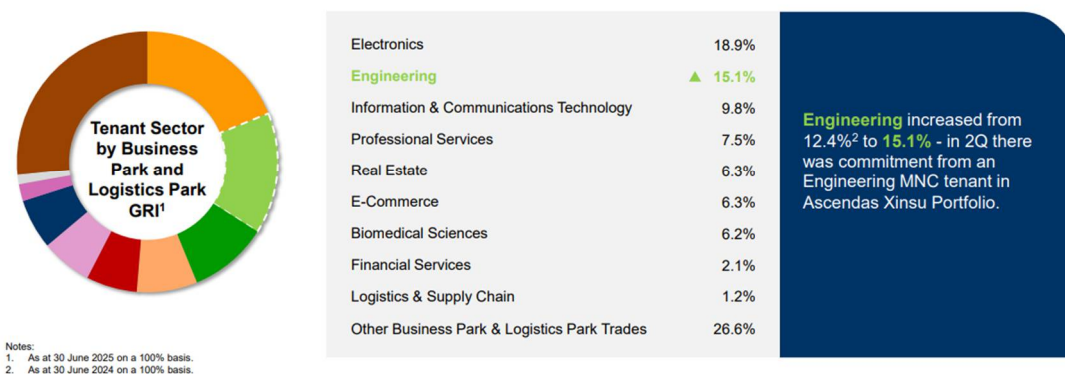 Tenant Sector
by Business
Park and
Logistics Park
GRI¹
Electronics 18.9%
Engineering ▲ 15.1%
Information & Communications Technology 9.8%
Professional Services 7.5%
Real Estate 6.3%
E-Commerce 6.3%
Biomedical Sciences 6.2%
Financial Services 2.1%
Logistics & Supply Chain 1.2%
Other Business Park & Logistics Park Trades 26.6%
Engineering increased from
12.4%² to 15.1% - in 2Q there
was commitment from an
Engineering MNC tenant in
Ascendas Xinsu Portfolio.
Notes:
1. As at 30 June 2025 on a 100% basis.
2. As at 30 June 2024 on a 100% basis.